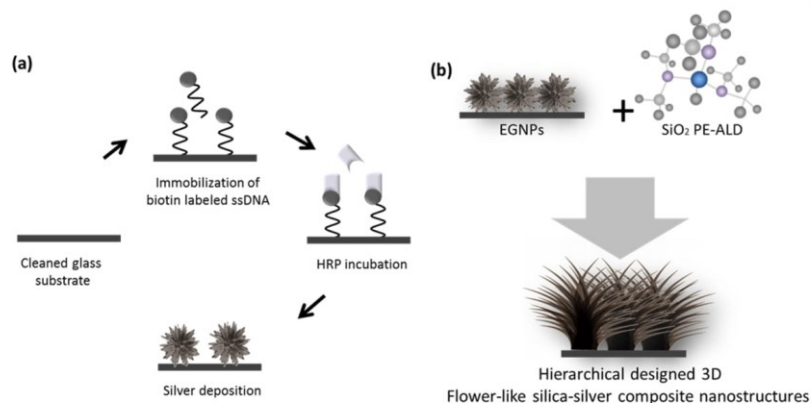 (a)
Immobilization of
biotin labeled ssDNA
HRP incubation
Cleaned glass
substrate
Silver deposition
(b)
EGNPs
+
SiO₂ PE-ALD
Hierarchical designed 3D
Flower-like silica-silver composite nanostructures